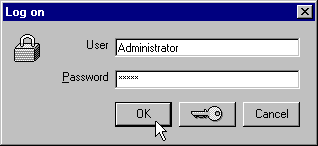 Log on
User
Administrator
Password
*****
OK
Cancel